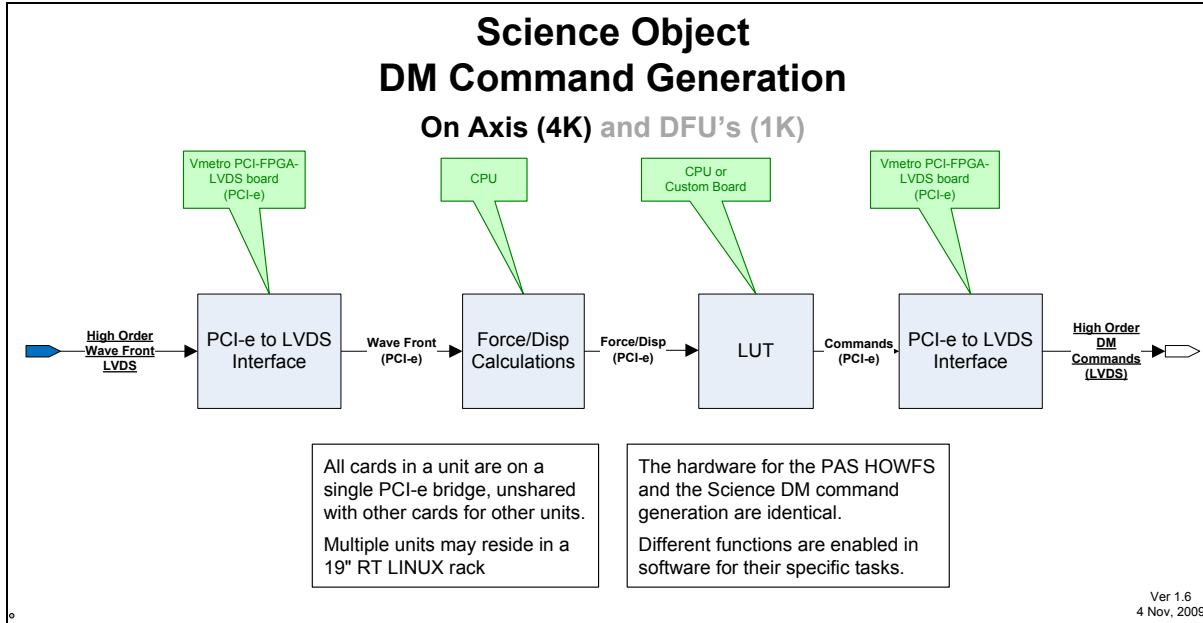 Science Object
DM Command Generation
On Axis (4K) and DFU's (1K)
Vmetro PCI-FPGA-
LVDS board
(PCI-e)
CPU
CPU or
Custom Board
Vmetro PCI-FPGA-
LVDS board
(PCI-e)
High Order
Wave Front
LVDS
PCI-e to LVDS
Interface
Wave Front
(PCI-e)
Force/Disp
Calculations
Force/Disp
(PCI-e)
LUT
Commands
(PCI-e)
PCI-e to LVDS
Interface
High Order
DM
Commands
(LVDS)
All cards in a unit are on a
single PCI-e bridge, unshared
with other cards for other units.
Multiple units may reside in a
19" RT LINUX rack
The hardware for the PAS HOWFS
and the Science DM command
generation are identical.
Different functions are enabled in
software for their specific tasks.
Ver 1.6
4 Nov, 2009